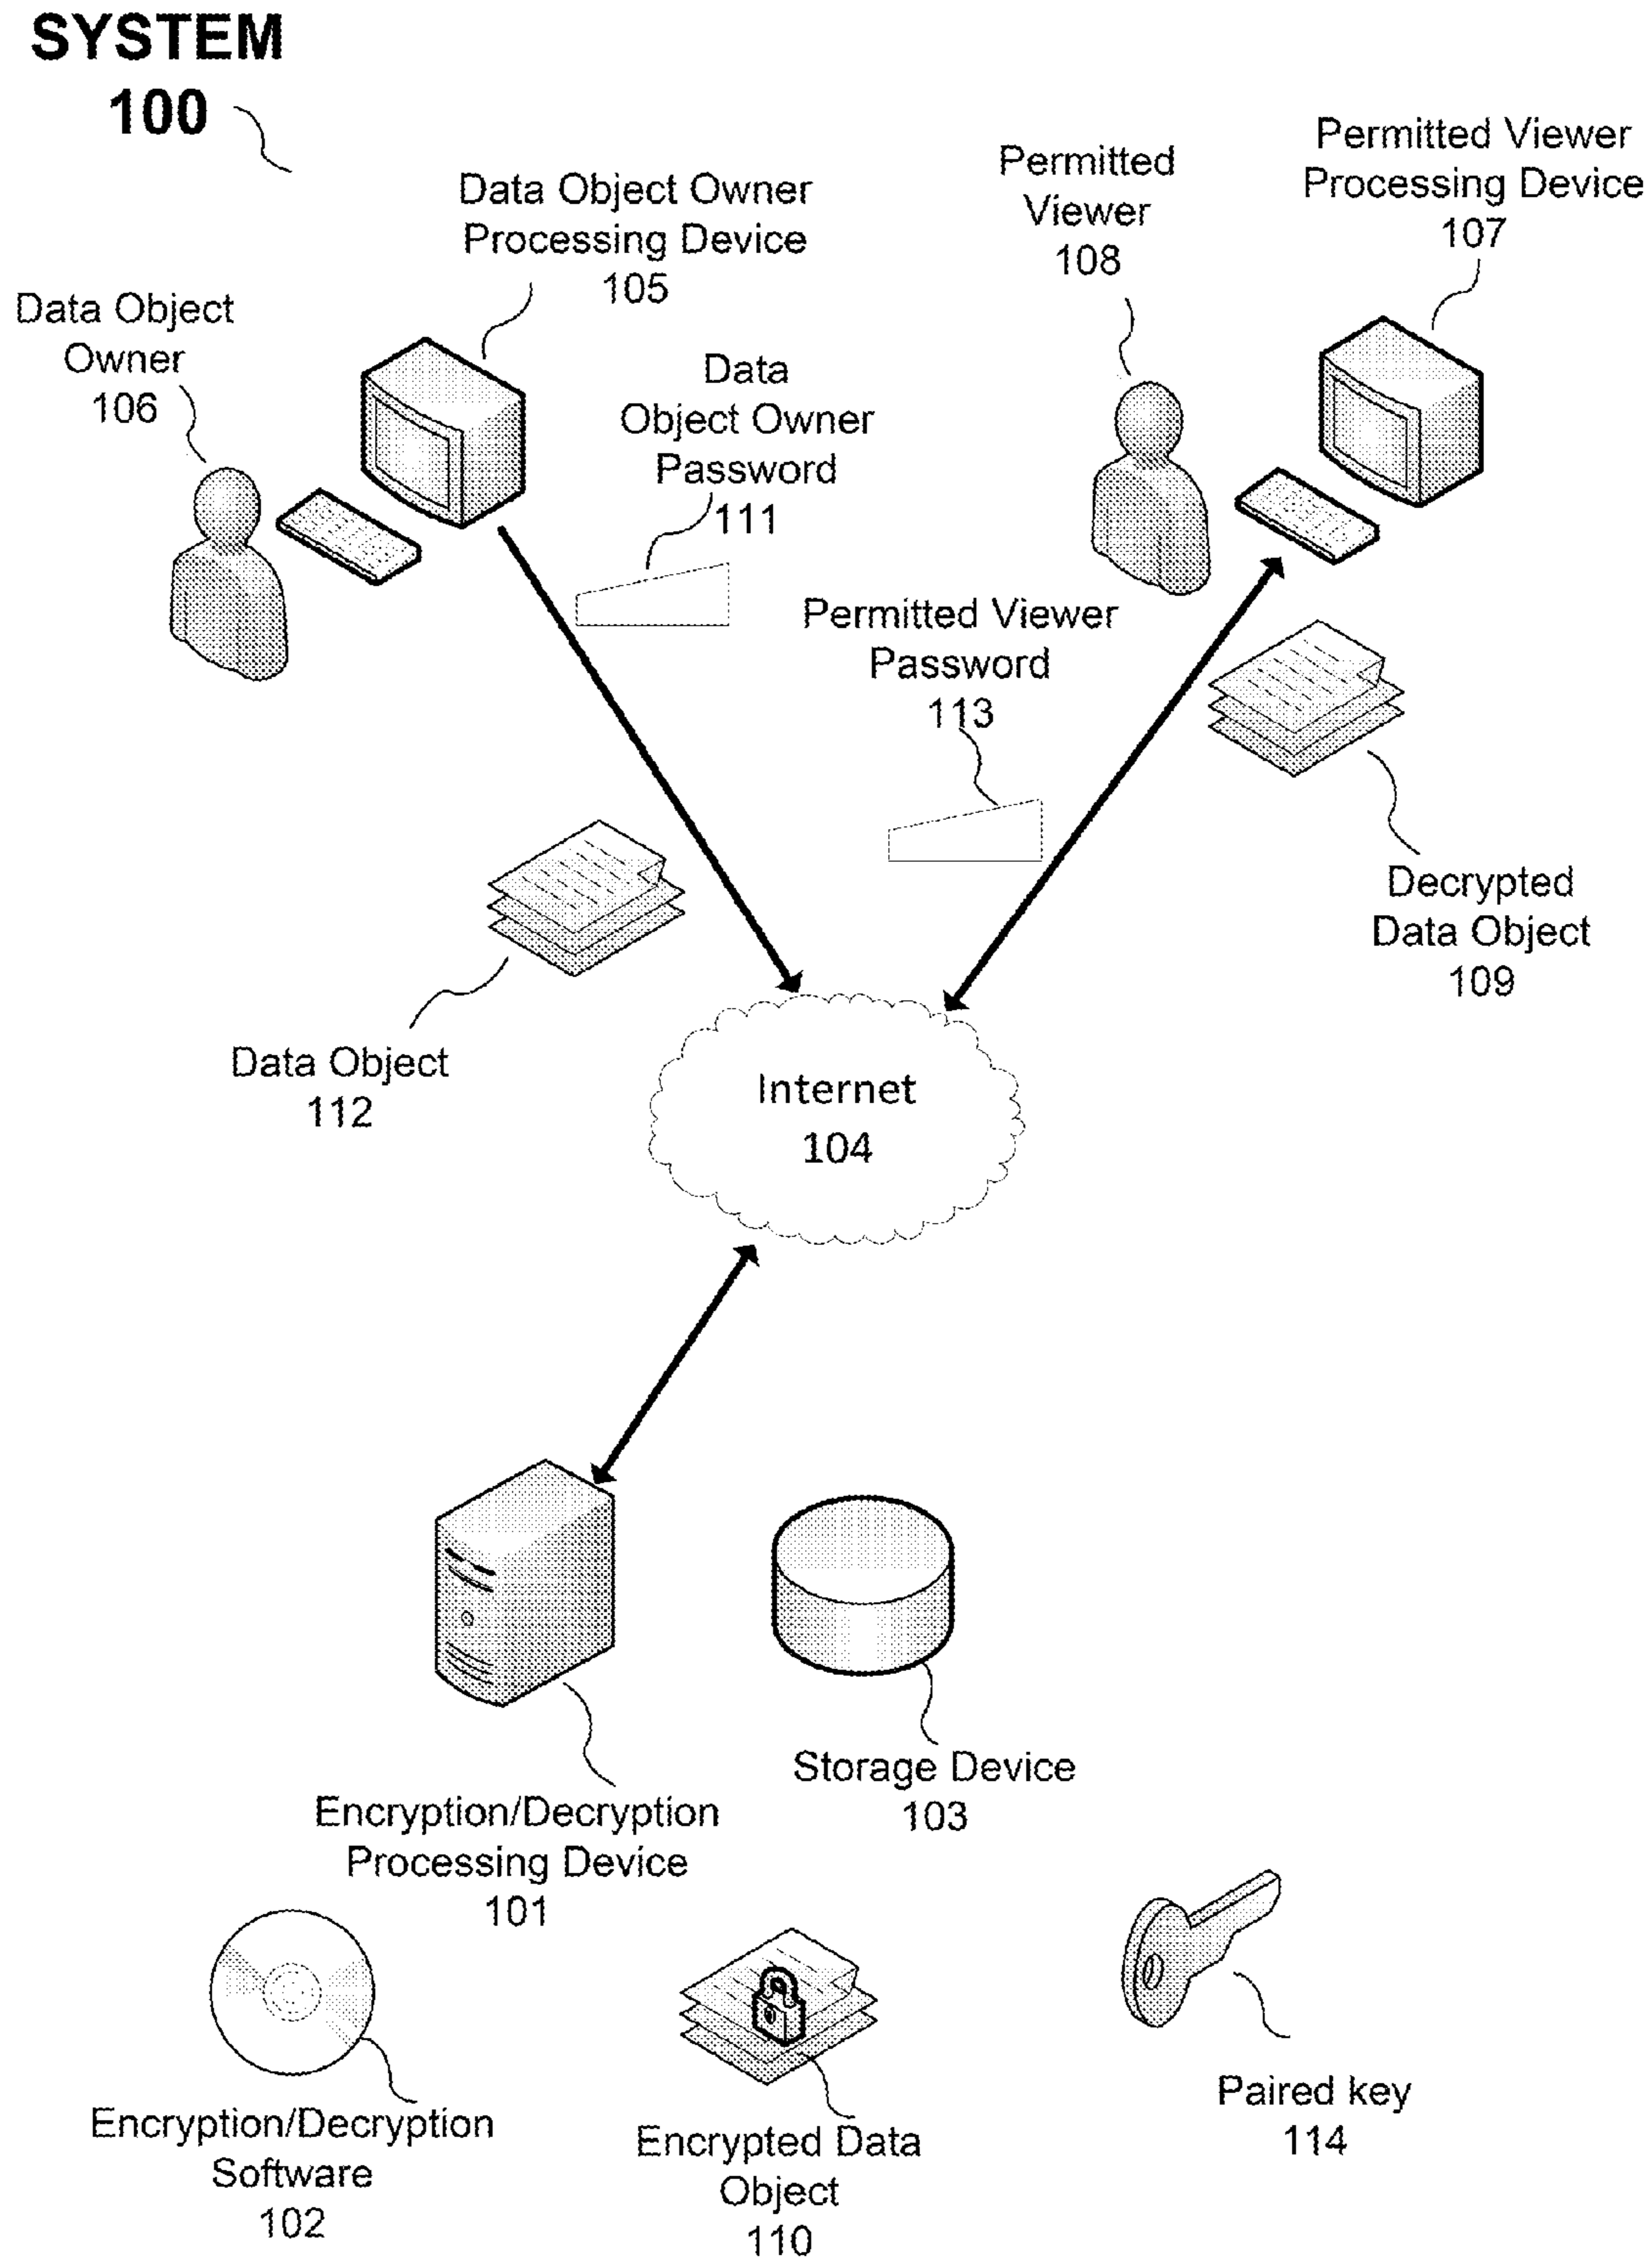 SYSTEM
100
Data Object Owner
Processing Device
105
Permitted
Viewer
108
Permitted Viewer
Processing Device
107
Data Object
Owner
106
Data
Object Owner
Password
111
Permitted Viewer
Password
113
Decrypted
Data Object
109
Data Object
112
Internet
104
Storage Device
103
Encryption/Decryption
Processing Device
101
Encryption/Decryption
Software
102
Encrypted Data
Object
110
Paired key
114